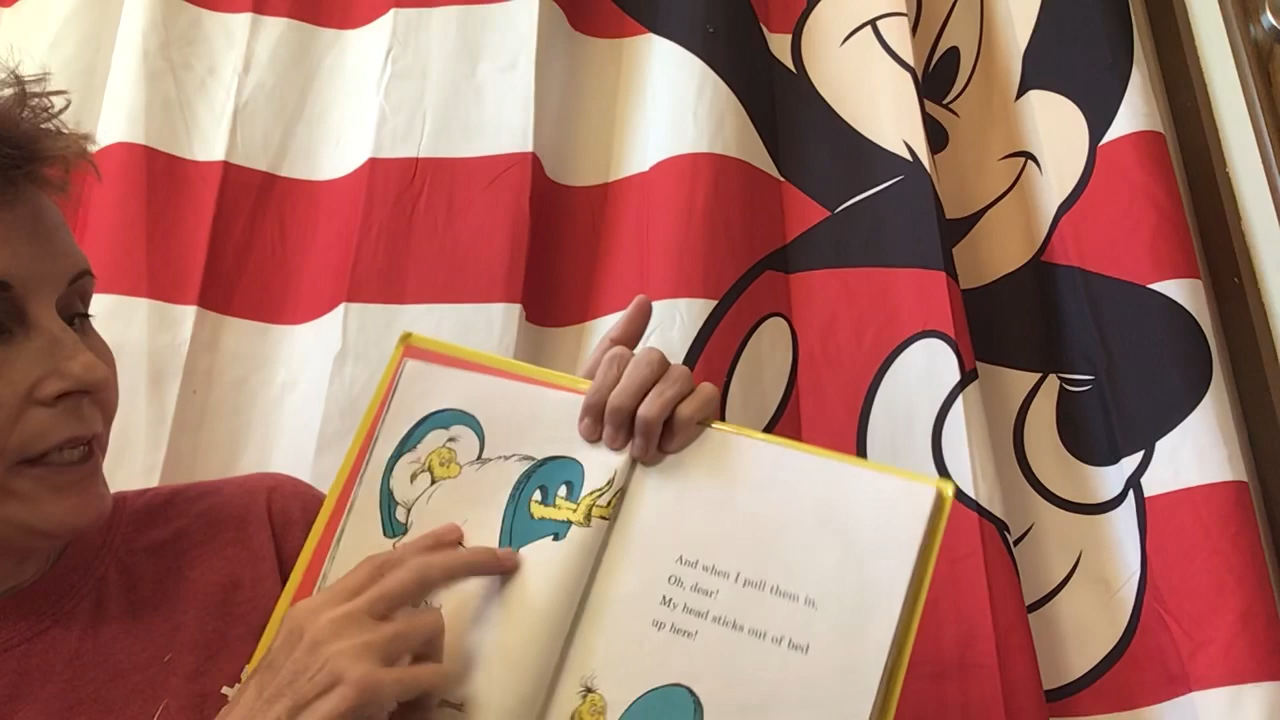 And when I pull them in,
Oh, dear!
My head sticks out of bed
up here!